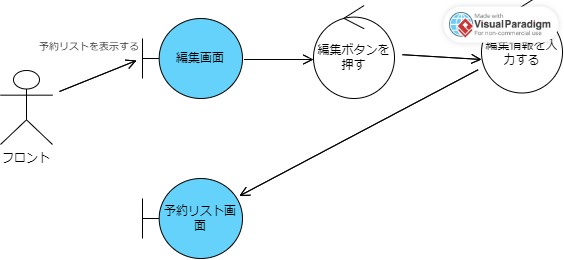 Made with
Visual Paradigm
For non-commercial use
予約リストを表示する
編集画面
編集ボタンを
押す
編集情報を入
力する
フロント
予約リスト画
面